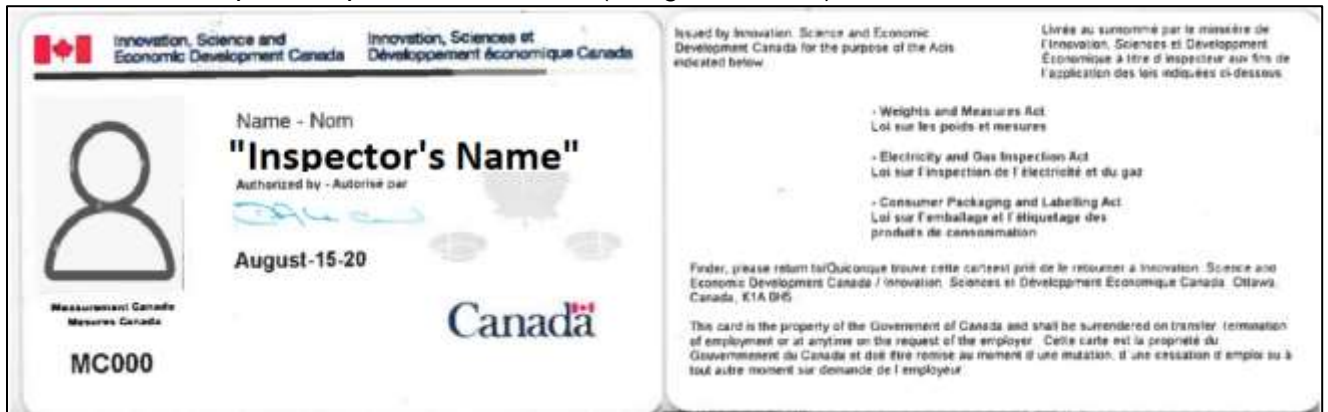 Innovation, Science and
Economic Development Canada
Innovation, Sciences et
Développement économique Canada
Name - Nom
"Inspector's Name"
Authorized by - Autorisé par
August-15-20
Measurement Canada
Mesures Canada
MC000
Canada
Issued by Innovation. Science and Economic
Development Canada for the purpose of the Acts
indicated below
Livrée au surnommé par le ministère de
l'Innovation, Sciences et Développement
Économique à titre d'inspecteur aux fins de
l'application des lois indiquées ci-dessous
- Weights and Measures Act
Loi sur les poids et mesures
- Electricity and Gas Inspection Act
Loi sur l'inspection de l'électricité et du gaz
- Consumer Packaging and Labelling Act
Loi sur l'emballage et l'étiquetage des
produits de consommation
Finder, please return to/Quiconque trouve cette carte est prié de le retourner a Innovation. Science and
Economic Development Canada / Innovation. Sciences et Développment Economique Canada. Ottawa,
Canada, K1A 0H5
This card is the property of the Government of Canada and shall be surrendered on transfer, termination
of employment or at anytime on the request of the employer. Cette carte est la propriété du
Gouvernement du Canada et doit être remise au moment d'une mutation, d'une cessation d'emploi ou à
tout autre moment sur demande de l'employeur